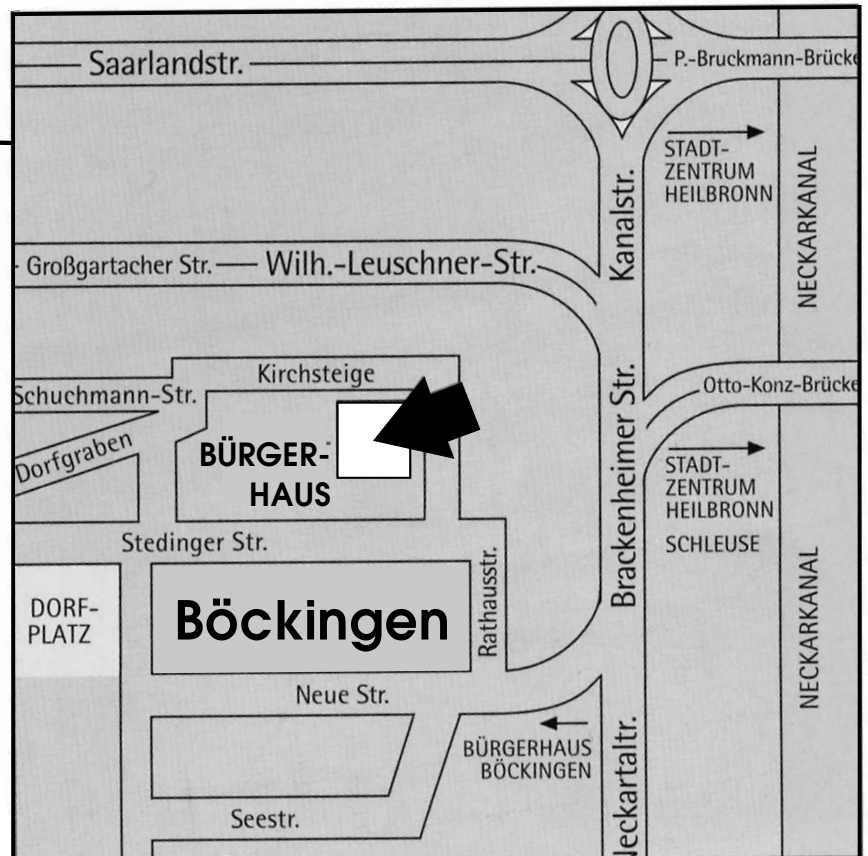 Saarlandstr.
P.-Bruckmann-Brücke
STADT-
ZENTRUM
HEILBRONN
Kanalstr.
NECKARKANAL
Großgartacher Str.
Wilh.-Leuschner-Str.
Kirchsteige
Schuchmann-Str.
Otto-Konz-Brücke
Dorfgraben
BÜRGER-
HAUS
Brackenheimer Str.
STADT-
ZENTRUM
HEILBRONN
SCHLEUSE
Stedinger Str.
DORF-
PLATZ
Böckingen
Rathausstr.
NECKARKANAL
Neue Str.
BÜRGERHAUS
BÖCKINGEN
Neckartaltr.
Seestr.